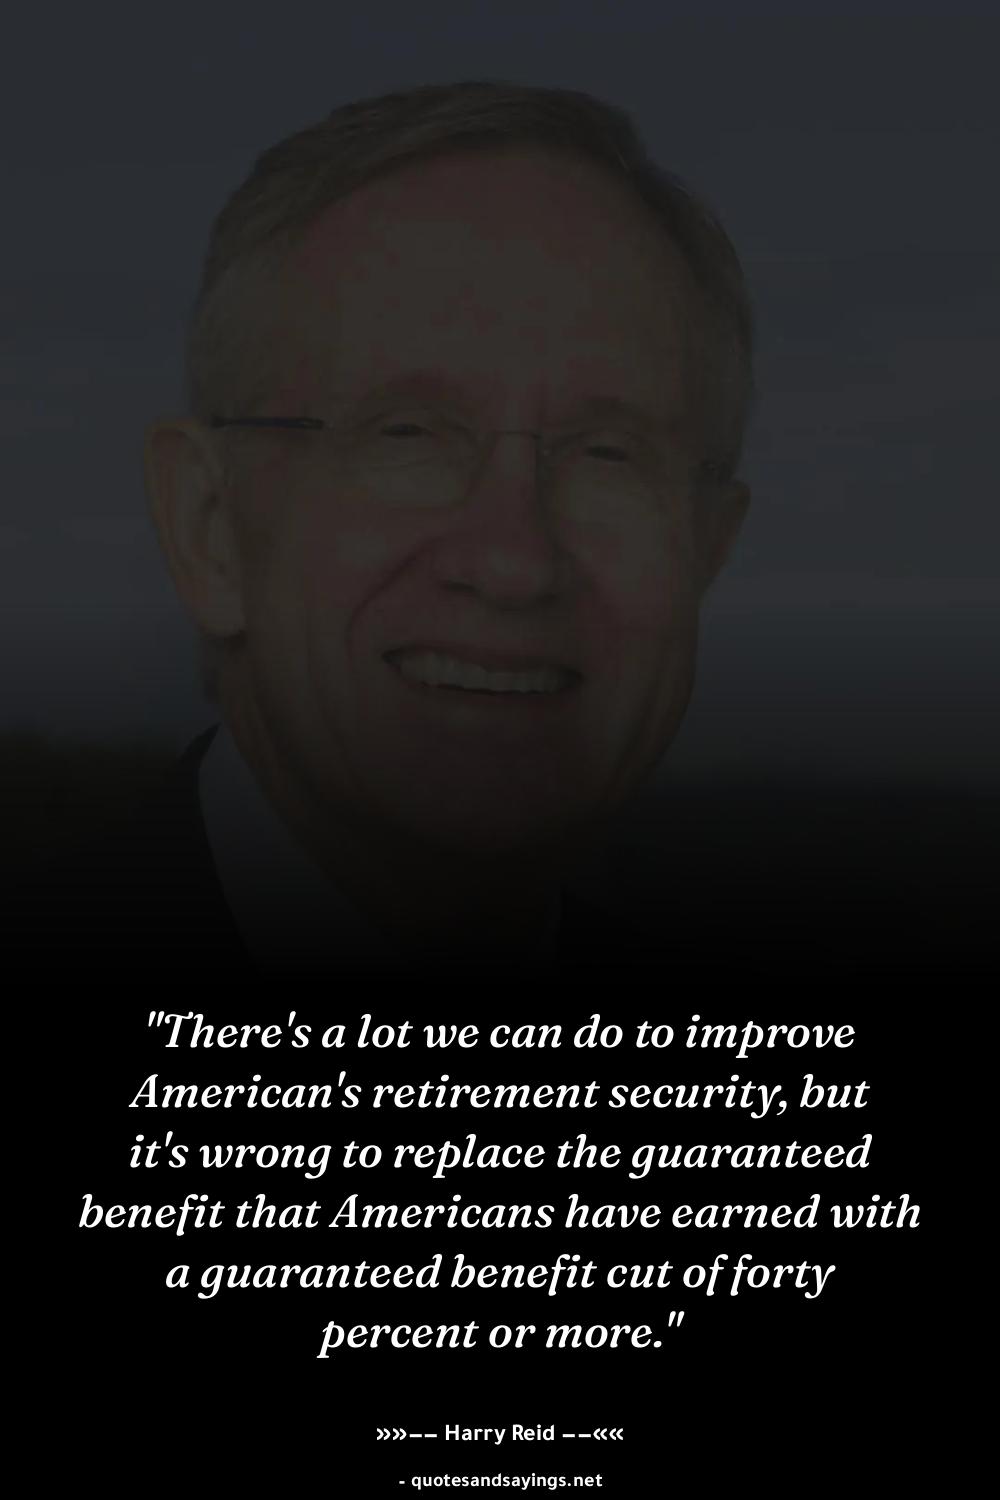 "There's a lot we can do to improve
American's retirement security, but
it's wrong to replace the guaranteed
benefit that Americans have earned with
a guaranteed benefit cut of forty
percent or more."
»»–– Harry Reid ––««
- quotesandsayings.net